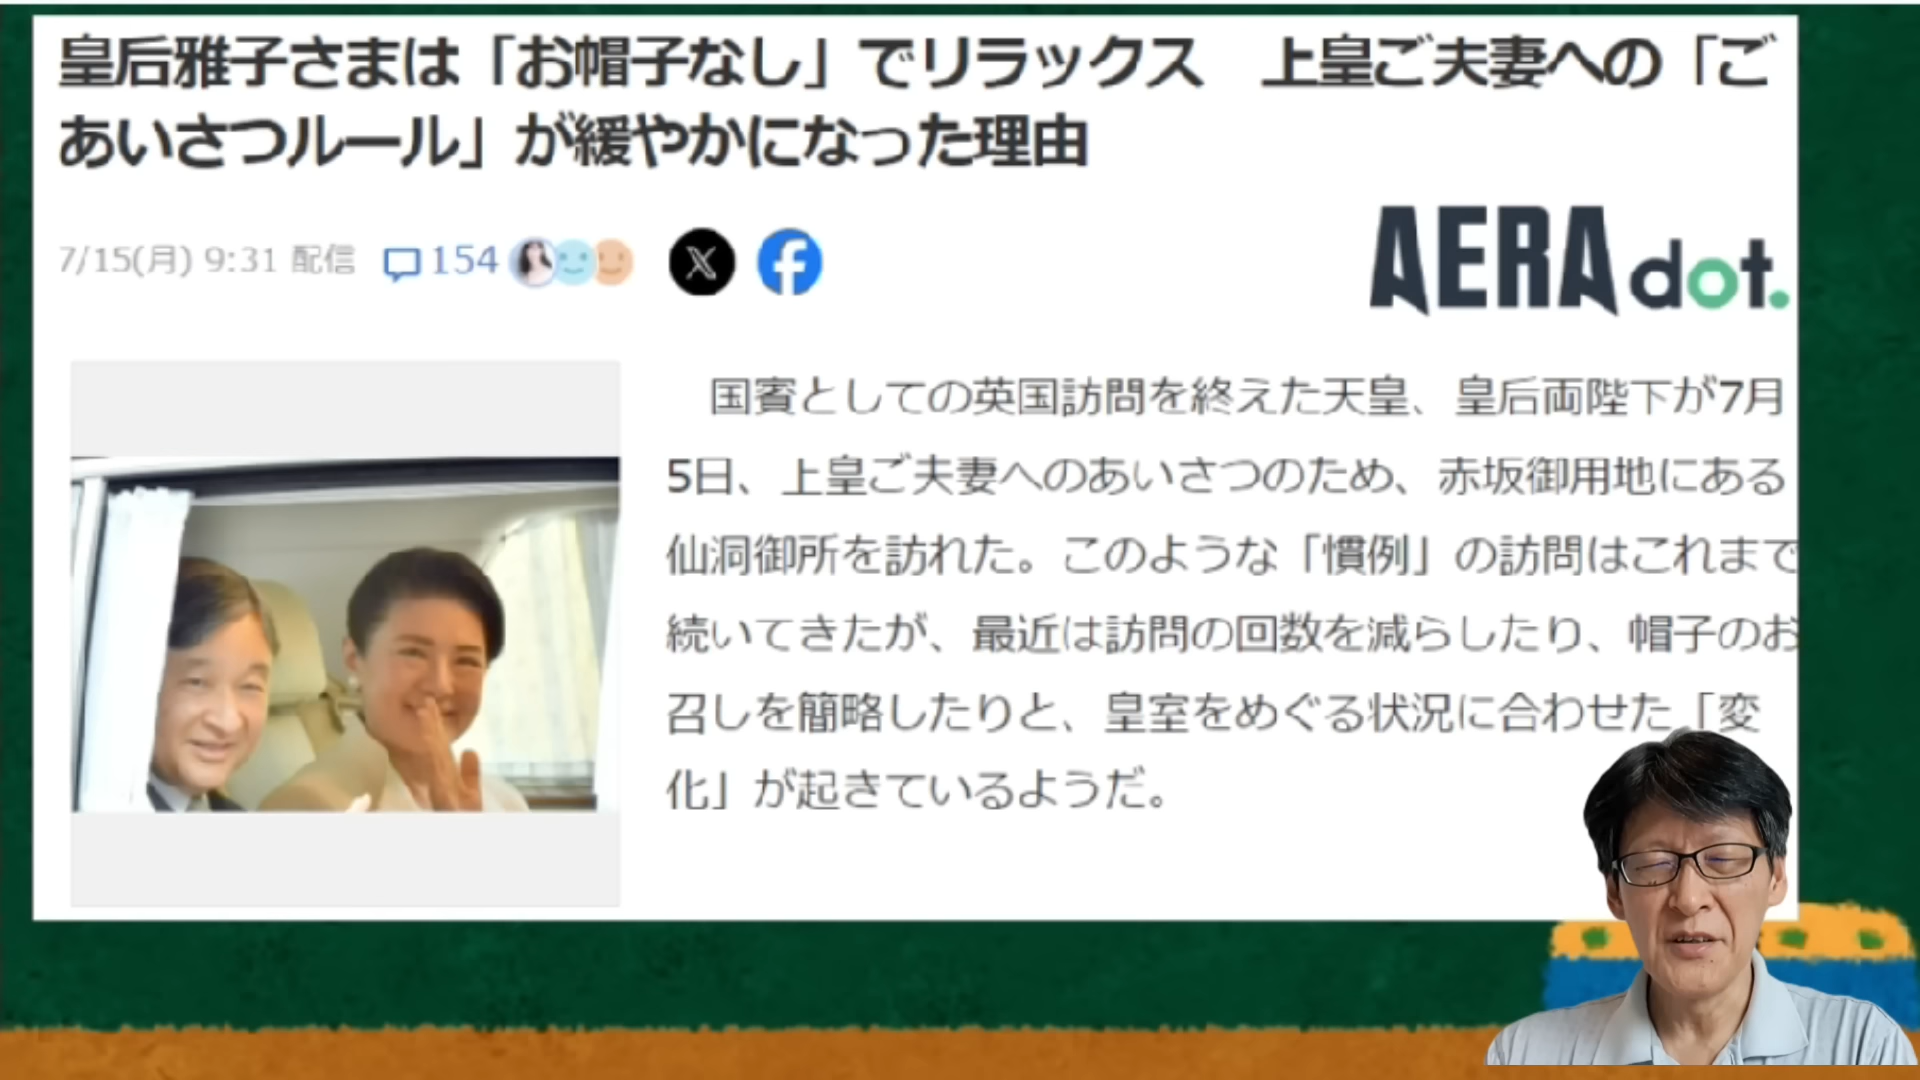 皇后雅子さまは「お帽子なし」でリラックス　上皇ご夫妻への「ご
あいさつルール」が緩やかになった理由
7/15(月) 9:31 配信 154
AERA dot.
国賓としての英国訪問を終えた天皇、皇后両陛下が7月
5日、上皇ご夫妻へのあいさつのため、赤坂御用地にある
仙洞御所を訪れた。このような「慣例」の訪問はこれまで
続いてきたが、最近は訪問の回数を減らしたり、帽子のお
召しを簡略したりと、皇室をめぐる状況に合わせた「変
化」が起きているようだ。